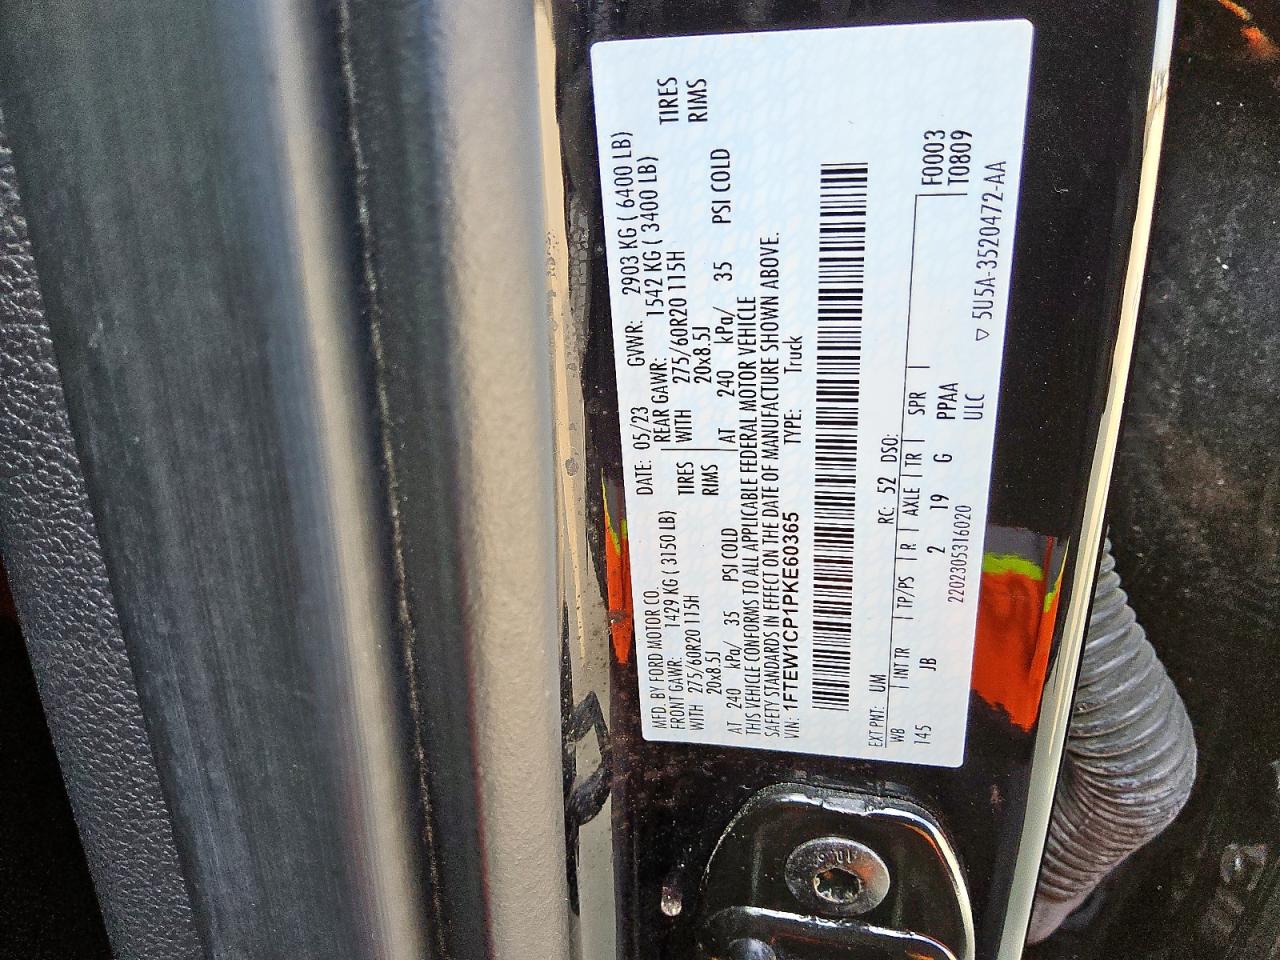 MFD. BY FORD MOTOR CO. DATE: 05/23 GVWR: 2903 KG ( 6400 LB)
FRONT GAWR: 1429 KG ( 3150 LB) REAR GAWR: 1542 KG ( 3400 LB)
WITH 275/60R20 115H TIRES WITH 275/60R20 115H TIRES
20x8.5J RIMS 20x8.5J RIMS
AT 240 kPa/ 35 PSI COLD AT 240 kPa/ 35 PSI COLD
THIS VEHICLE CONFORMS TO ALL APPLICABLE FEDERAL MOTOR VEHICLE
SAFETY STANDARDS IN EFFECT ON THE DATE OF MANUFACTURE SHOWN ABOVE.
VIN: 1FTEW1CP1PKE60365 TYPE: Truck
EXT PNT: UM RC: 52 DSO:
WB INT TR TP/PS R AXLE TR SPR F0003
145 JB 2 19 G PPAA T0809
2202305316020 ULC
▽ 5U5A-3520472-AA
10.9